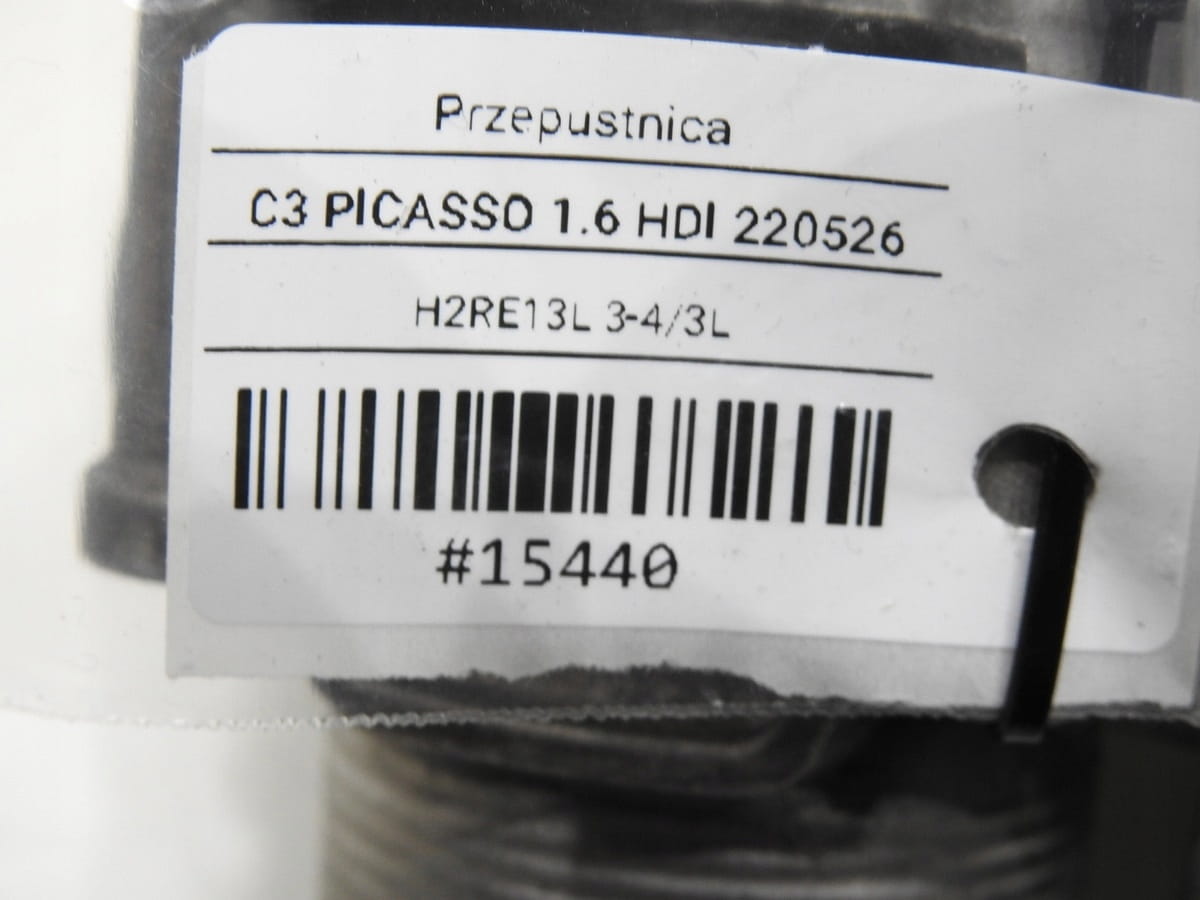 Przepustnica
C3 PICASSO 1.6 HDI 220526
H2RE13L 3-4/3L
#15440